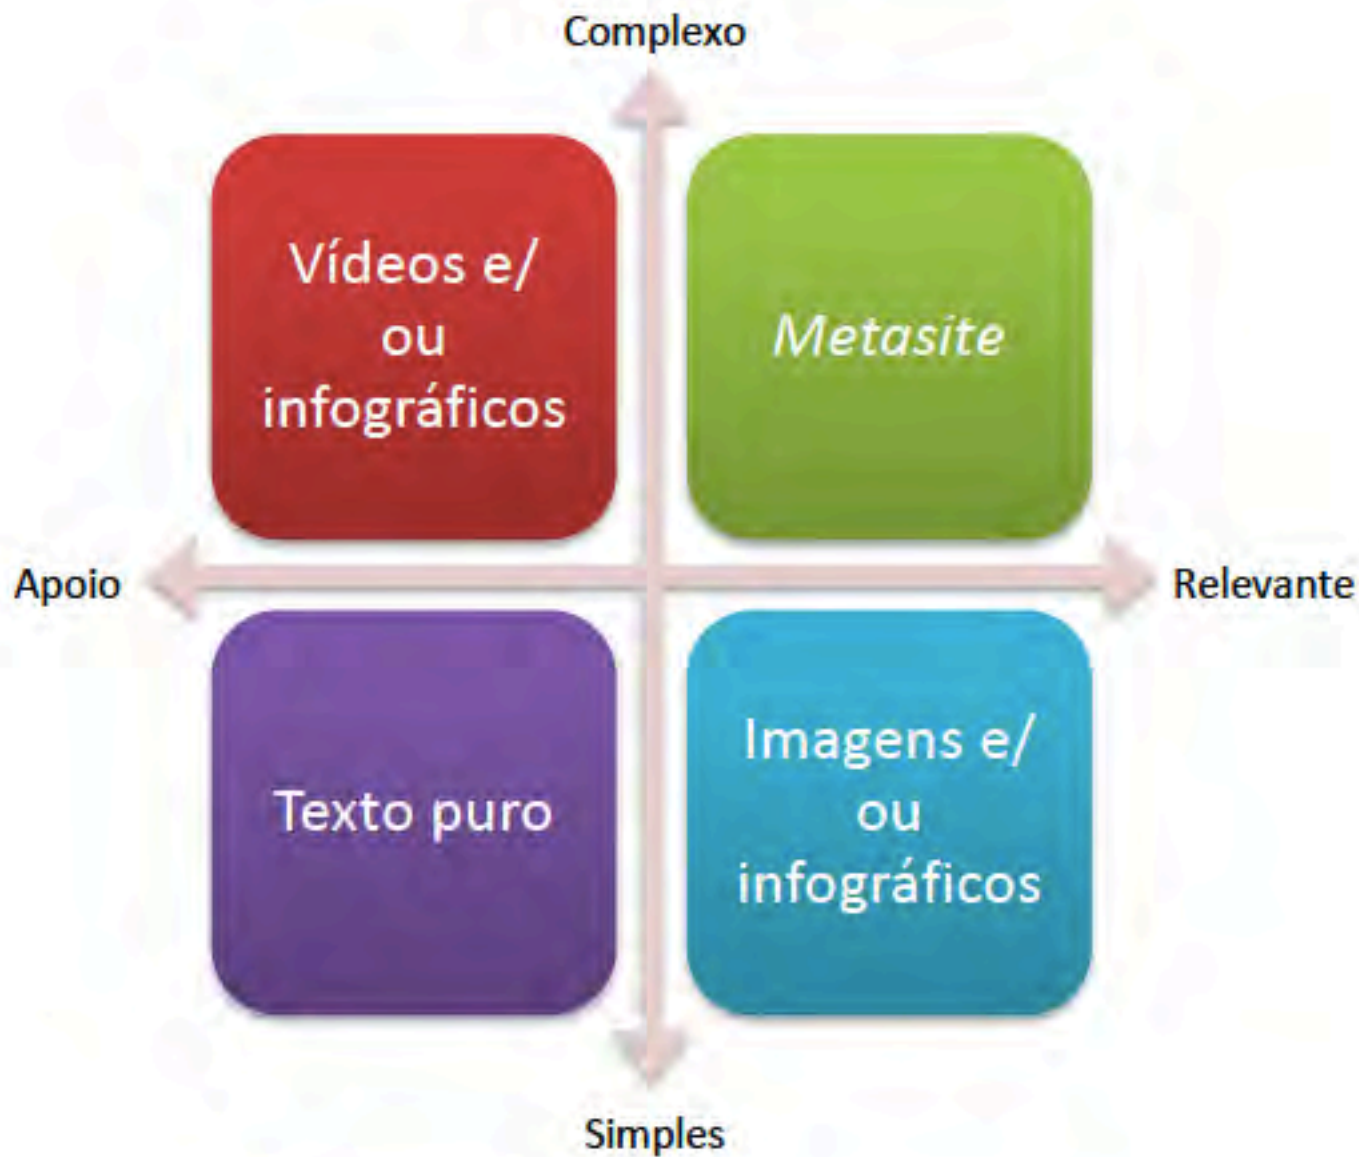 Complexo
Vídeos e/
ou
infográficos
Metasite
Apoio
Relevante
Texto puro
Imagens e/
ou
infográficos
Simples